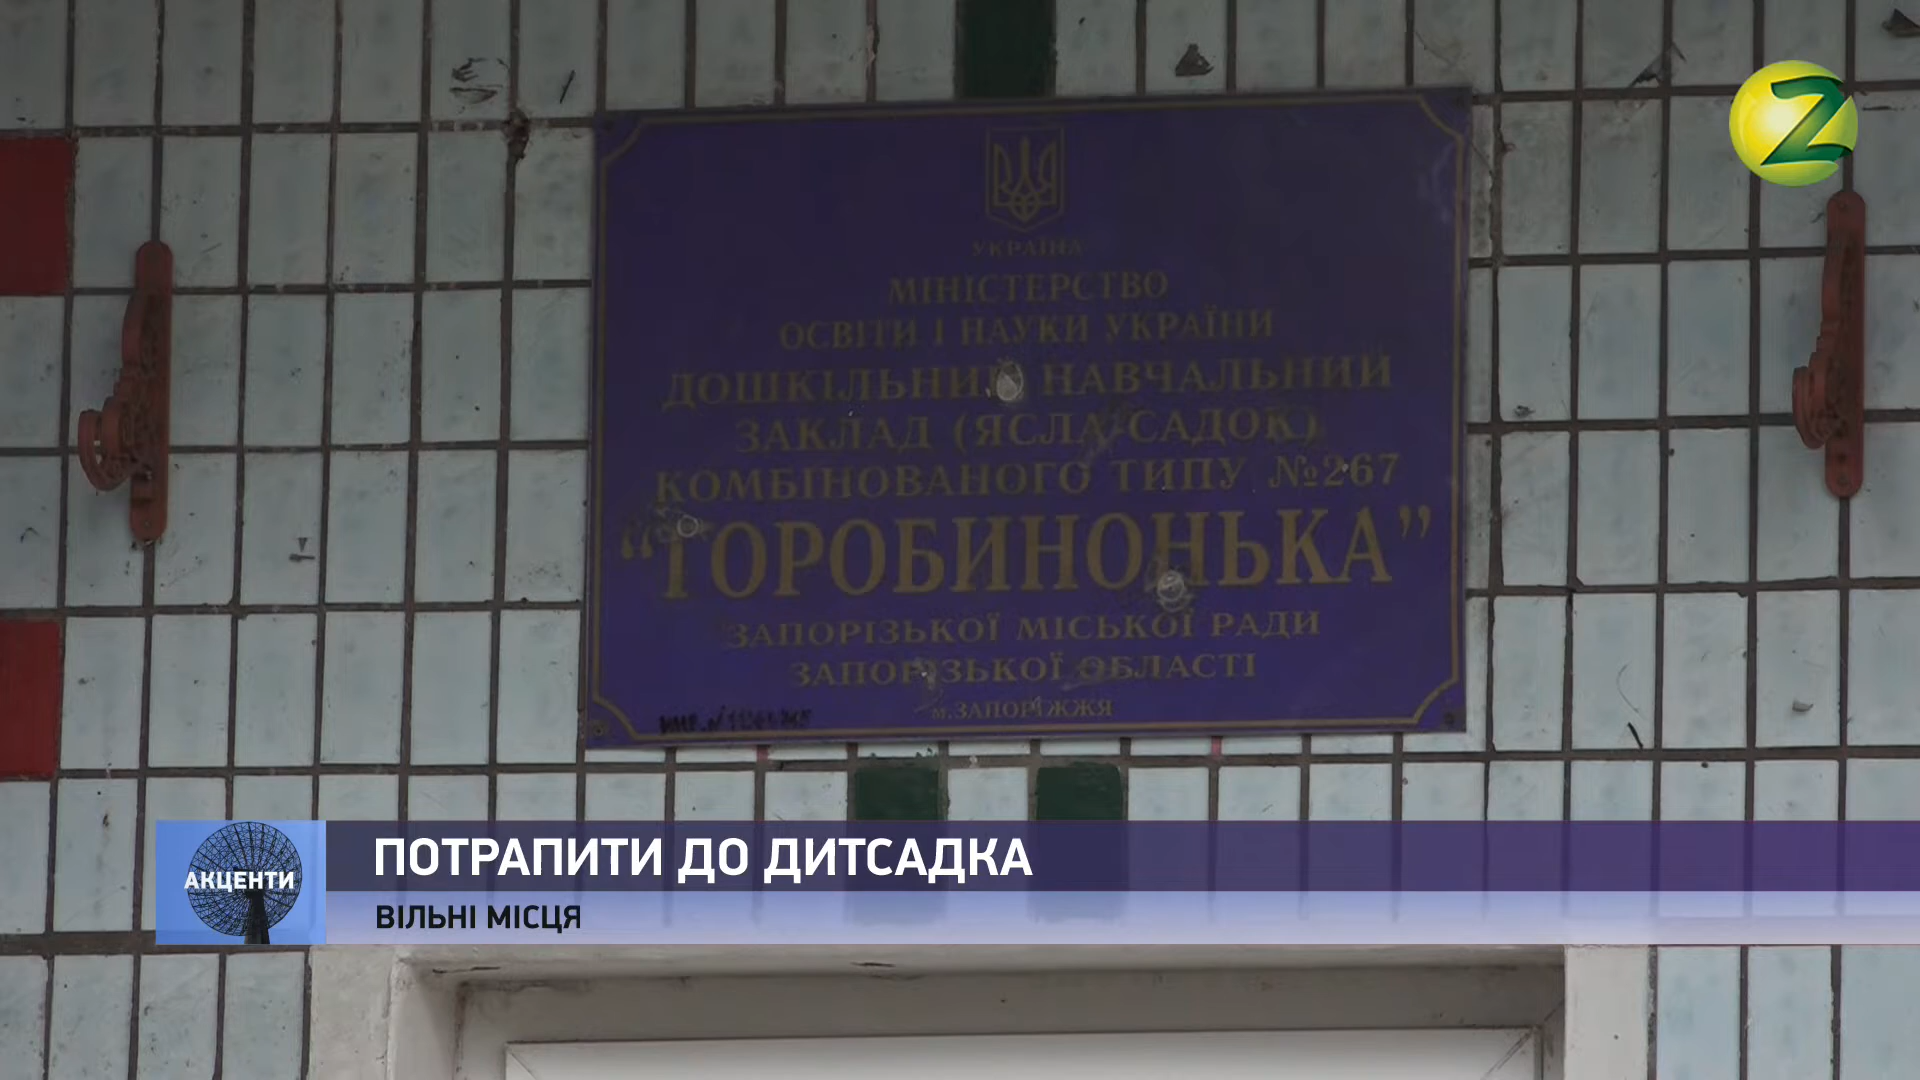 Z
УКРАЇНА
МІНІСТЕРСТВО
ОСВІТИ І НАУКИ УКРАЇНИ
ДОШКІЛЬНИЙ НАВЧАЛЬНИЙ
ЗАКЛАД (ЯСЛА-САДОК)
КОМБІНОВАНОГО ТИПУ №267
“ГОРОБИНОНЬКА”
ЗАПОРІЗЬКОЇ МІСЬКОЇ РАДИ
ЗАПОРІЗЬКОЇ ОБЛАСТІ
м.ЗАПОРІЖЖЯ
АКЦЕНТИ
ПОТРАПИТИ ДО ДИТСАДКА
ВІЛЬНІ МІСЦЯ